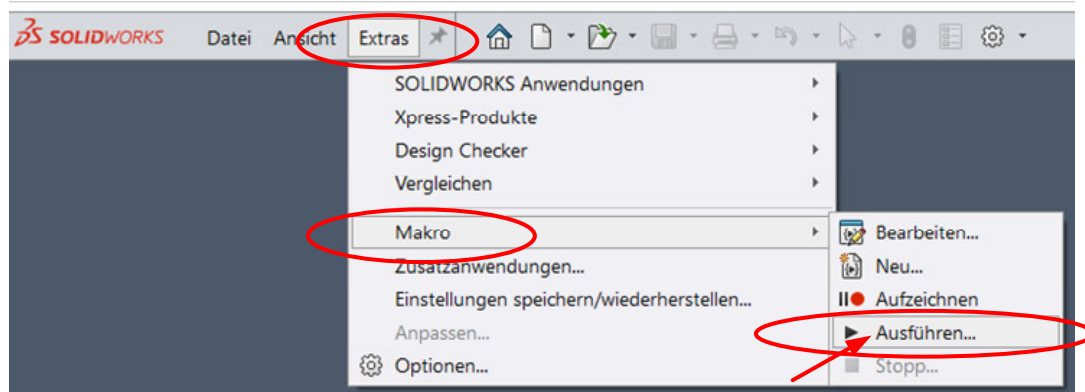 SOLIDWORKS Datei Ansicht Extras
SOLIDWORKS Anwendungen
Xpress-Produkte
Design Checker
Vergleichen
Makro
Zusatzanwendungen...
Einstellungen speichern/wiederherstellen...
Anpassen...
Optionen...
Bearbeiten...
Neu...
Aufzeichnen
Ausführen...
Stopp...